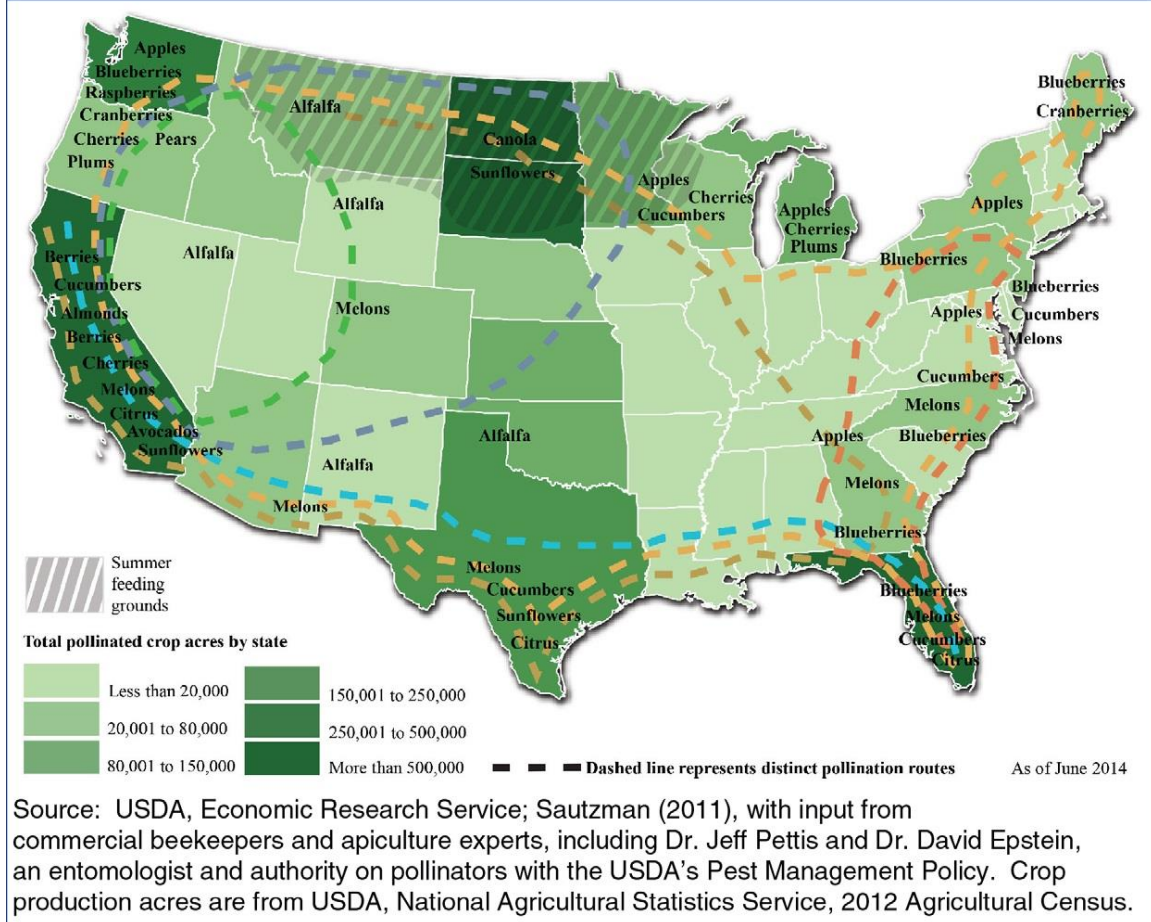 Apples
Blueberries
Raspberries
Cranberries
Cherries Pears
Plums
Alfalfa
Canola
Sunflowers
Alfalfa
Alfalfa
Melons
Apples
Cherries
Cucumbers
Apples
Cherries
Plums
Blueberries
Cranberries
Apples
Blueberries
Blueberries
Apples
Cucumbers
Melons
Cucumbers
Melons
Blueberries
Apples
Melons
Blueberries
Berries
Cucumbers
Almonds
Berries
Cherries
Melons
Citrus
Avocados
Sunflowers
Alfalfa
Alfalfa
Melons
Melons
Cucumbers
Sunflowers
Citrus
Blueberries
Melons
Cucumbers
Citrus
Summer
feeding
grounds
Total pollinated crop acres by state
Less than 20,000
20,001 to 80,000
80,001 to 150,000
150,001 to 250,000
250,001 to 500,000
More than 500,000
Dashed line represents distinct pollination routes
As of June 2014
Source: USDA, Economic Research Service; Sautzman (2011), with input from
commercial beekeepers and apiculture experts, including Dr. Jeff Pettis and Dr. David Epstein,
an entomologist and authority on pollinators with the USDA's Pest Management Policy. Crop
production acres are from USDA, National Agricultural Statistics Service, 2012 Agricultural Census.